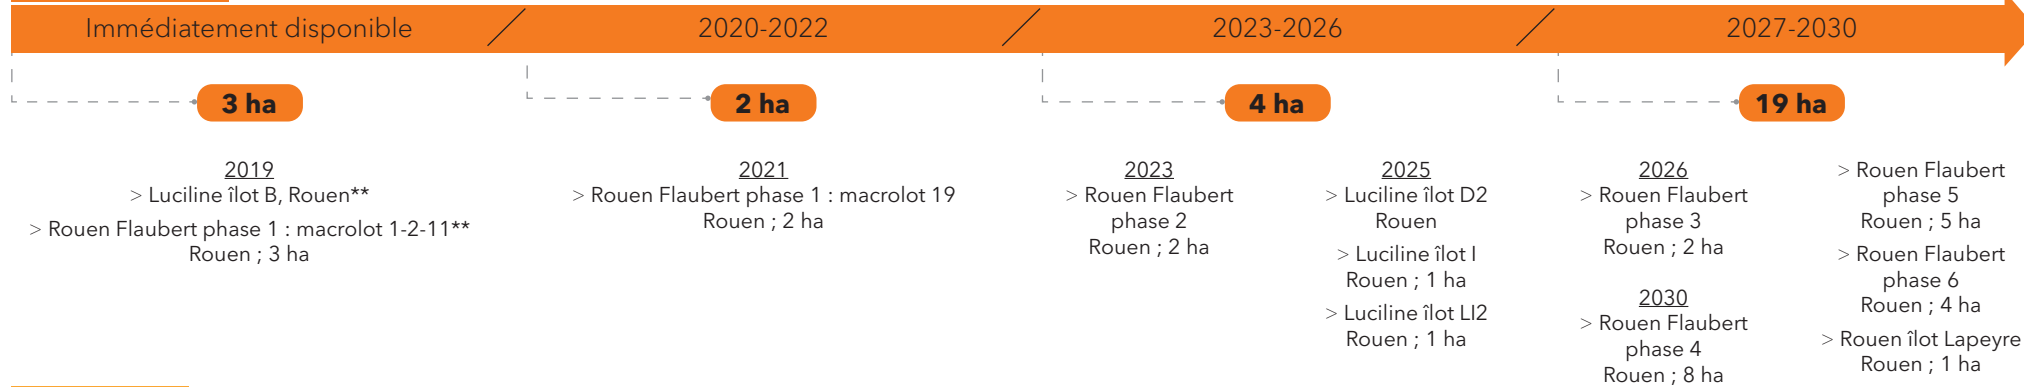 Immédiatement disponible
2020-2022
2023-2026
2027-2030
3 ha
2 ha
4 ha
19 ha
2019
> Luciline îlot B, Rouen**
> Rouen Flaubert phase 1 : macrolot 1-2-11**
Rouen ; 3 ha
2021
> Rouen Flaubert phase 1 : macrolot 19
Rouen ; 2 ha
2023
> Rouen Flaubert
phase 2
Rouen ; 2 ha
2025
> Luciline îlot D2
Rouen
> Luciline îlot I
Rouen ; 1 ha
> Luciline îlot LI2
Rouen ; 1 ha
2026
> Rouen Flaubert
phase 3
Rouen ; 2 ha
2030
> Rouen Flaubert
phase 4
Rouen ; 8 ha
> Rouen Flaubert
phase 5
Rouen ; 5 ha
> Rouen Flaubert
phase 6
Rouen ; 4 ha
> Rouen îlot Lapeyre
Rouen ; 1 ha